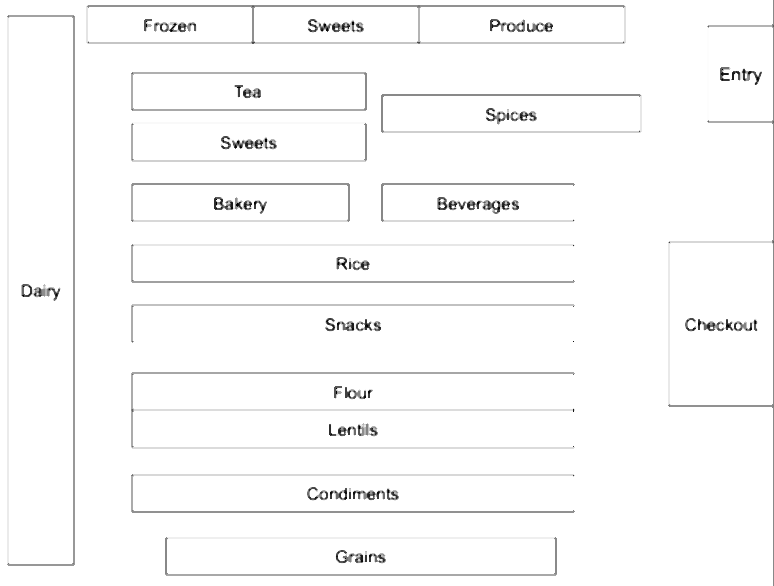 Frozen
Sweets
Produce
Entry
Tea
Spices
Sweets
Bakery
Beverages
Rice
Dairy
Snacks
Checkout
Flour
Lentils
Condiments
Grains